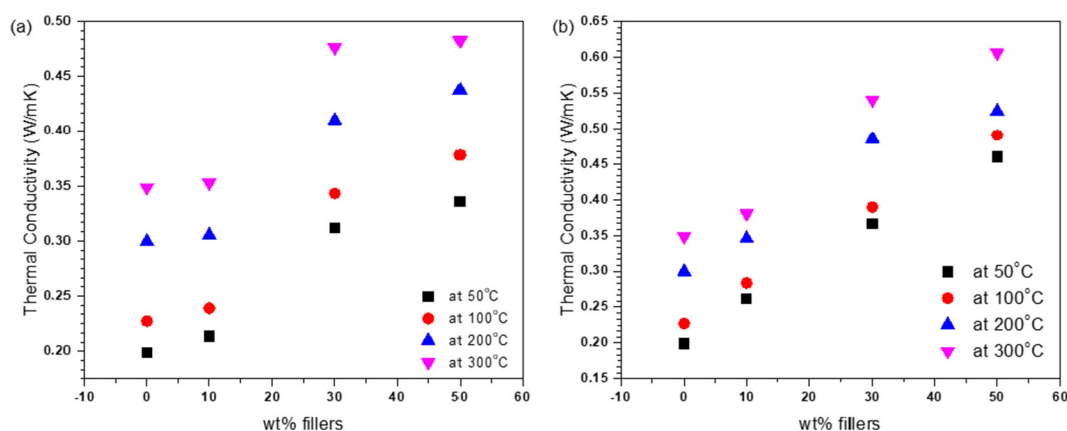 (a)
Thermal Conductivity (W/mK)
0.50
0.45
0.40
0.35
0.30
0.25
0.20
at 50°C
at 100°C
at 200°C
at 300°C
-10 0 10 20 30 40 50 60
wt% fillers
(b)
Thermal Conductivity (W/mK)
0.65
0.60
0.55
0.50
0.45
0.40
0.35
0.30
0.25
0.20
0.15
at 50°C
at 100°C
at 200°C
at 300°C
-10 0 10 20 30 40 50 60
wt% fillers